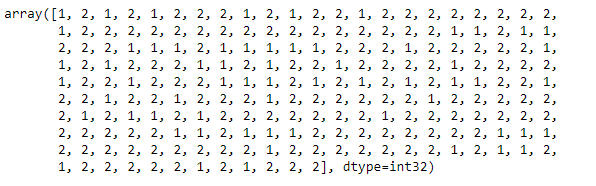 array([1, 2, 1, 2, 1, 2, 2, 2, 1, 2, 1, 2, 2, 1, 2, 2, 2, 2, 2, 2, 2, 2,
1, 2, 2, 2, 2, 2, 2, 2, 2, 2, 2, 2, 2, 2, 2, 2, 1, 1, 2, 1, 1,
2, 2, 2, 1, 1, 1, 2, 1, 1, 1, 1, 1, 2, 2, 2, 1, 2, 2, 2, 2, 2,
1, 2, 1, 2, 2, 2, 1, 1, 2, 1, 2, 2, 1, 2, 2, 2, 2, 1, 2, 2, 2, 2,
1, 2, 2, 1, 2, 2, 2, 1, 1, 1, 2, 1, 2, 1, 2, 1, 2, 1, 1, 2, 2, 1,
2, 2, 1, 2, 2, 1, 2, 2, 2, 1, 2, 2, 2, 2, 2, 2, 1, 2, 2, 2, 2, 2,
2, 1, 2, 1, 1, 2, 1, 2, 2, 2, 2, 2, 2, 2, 1, 2, 2, 2, 2, 2, 2, 2,
2, 2, 2, 2, 2, 1, 1, 2, 1, 1, 1, 2, 2, 2, 2, 2, 2, 2, 2, 1, 1, 1,
2, 2, 2, 2, 2, 2, 2, 2, 2, 1, 2, 2, 2, 2, 2, 2, 2, 1, 2, 1, 1, 2,
1, 2, 2, 2, 2, 2, 1, 2, 1, 2, 2, 2], dtype=int32)